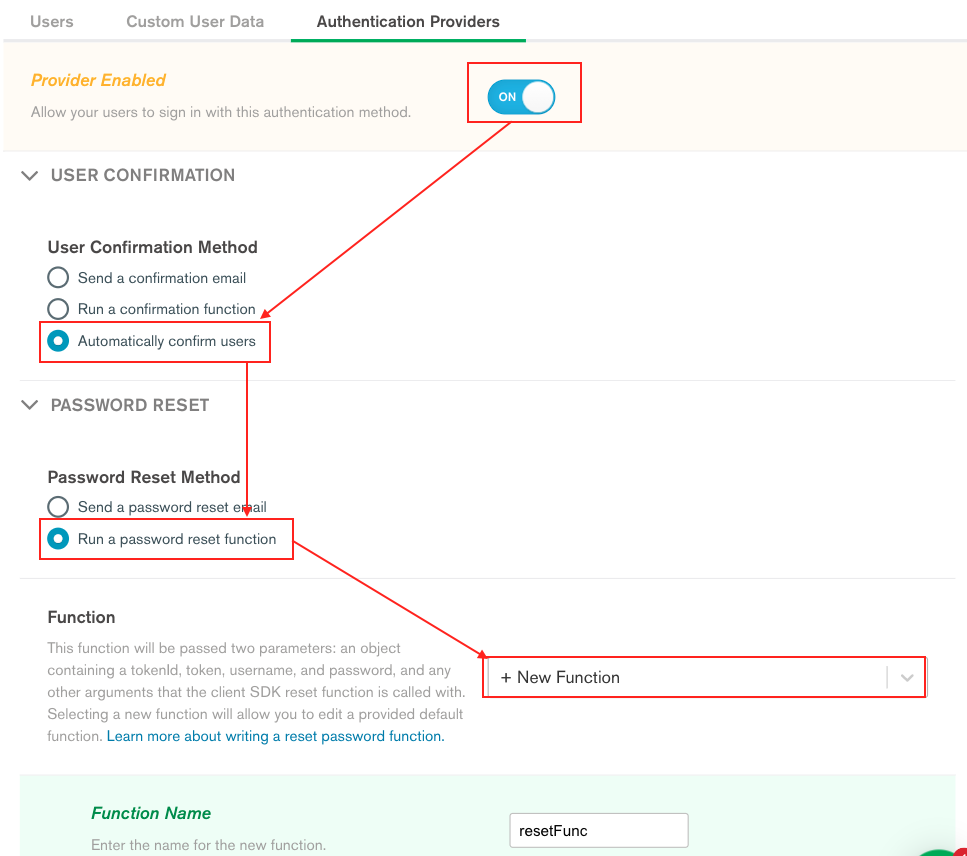 Users Custom User Data Authentication Providers
Provider Enabled
ON
Allow your users to sign in with this authentication method.
USER CONFIRMATION
User Confirmation Method
Send a confirmation email
Run a confirmation function
Automatically confirm users
PASSWORD RESET
Password Reset Method
Send a password reset email
Run a password reset function
Function
This function will be passed two parameters: an object
containing a tokenId, token, username, and password, and any
other arguments that the client SDK reset function is called with.
Selecting a new function will allow you to edit a provided default
function. Learn more about writing a reset password function.
+ New Function
Function Name
Enter the name for the new function.
resetFunc